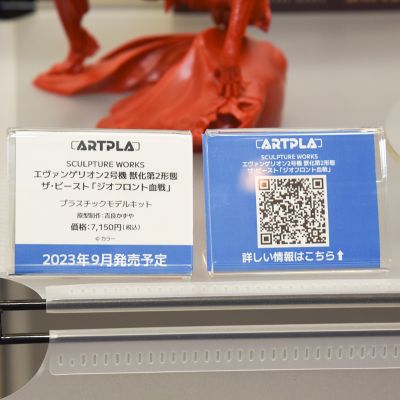 ARTPLA
SCULPTURE WORKS
エヴァンゲリオン2号機 獣化第2形態
ザ・ビースト「ジオフロント血戦」
プラスチックモデルキット
原型制作：吉良かずや
価格：7,150円（税込）
© カラー
2023年9月発売予定
ARTPLA
SCULPTURE WORKS
エヴァンゲリオン2号機 獣化第2形態
ザ・ビースト「ジオフロント血戦」
詳しい情報はこちら⬆